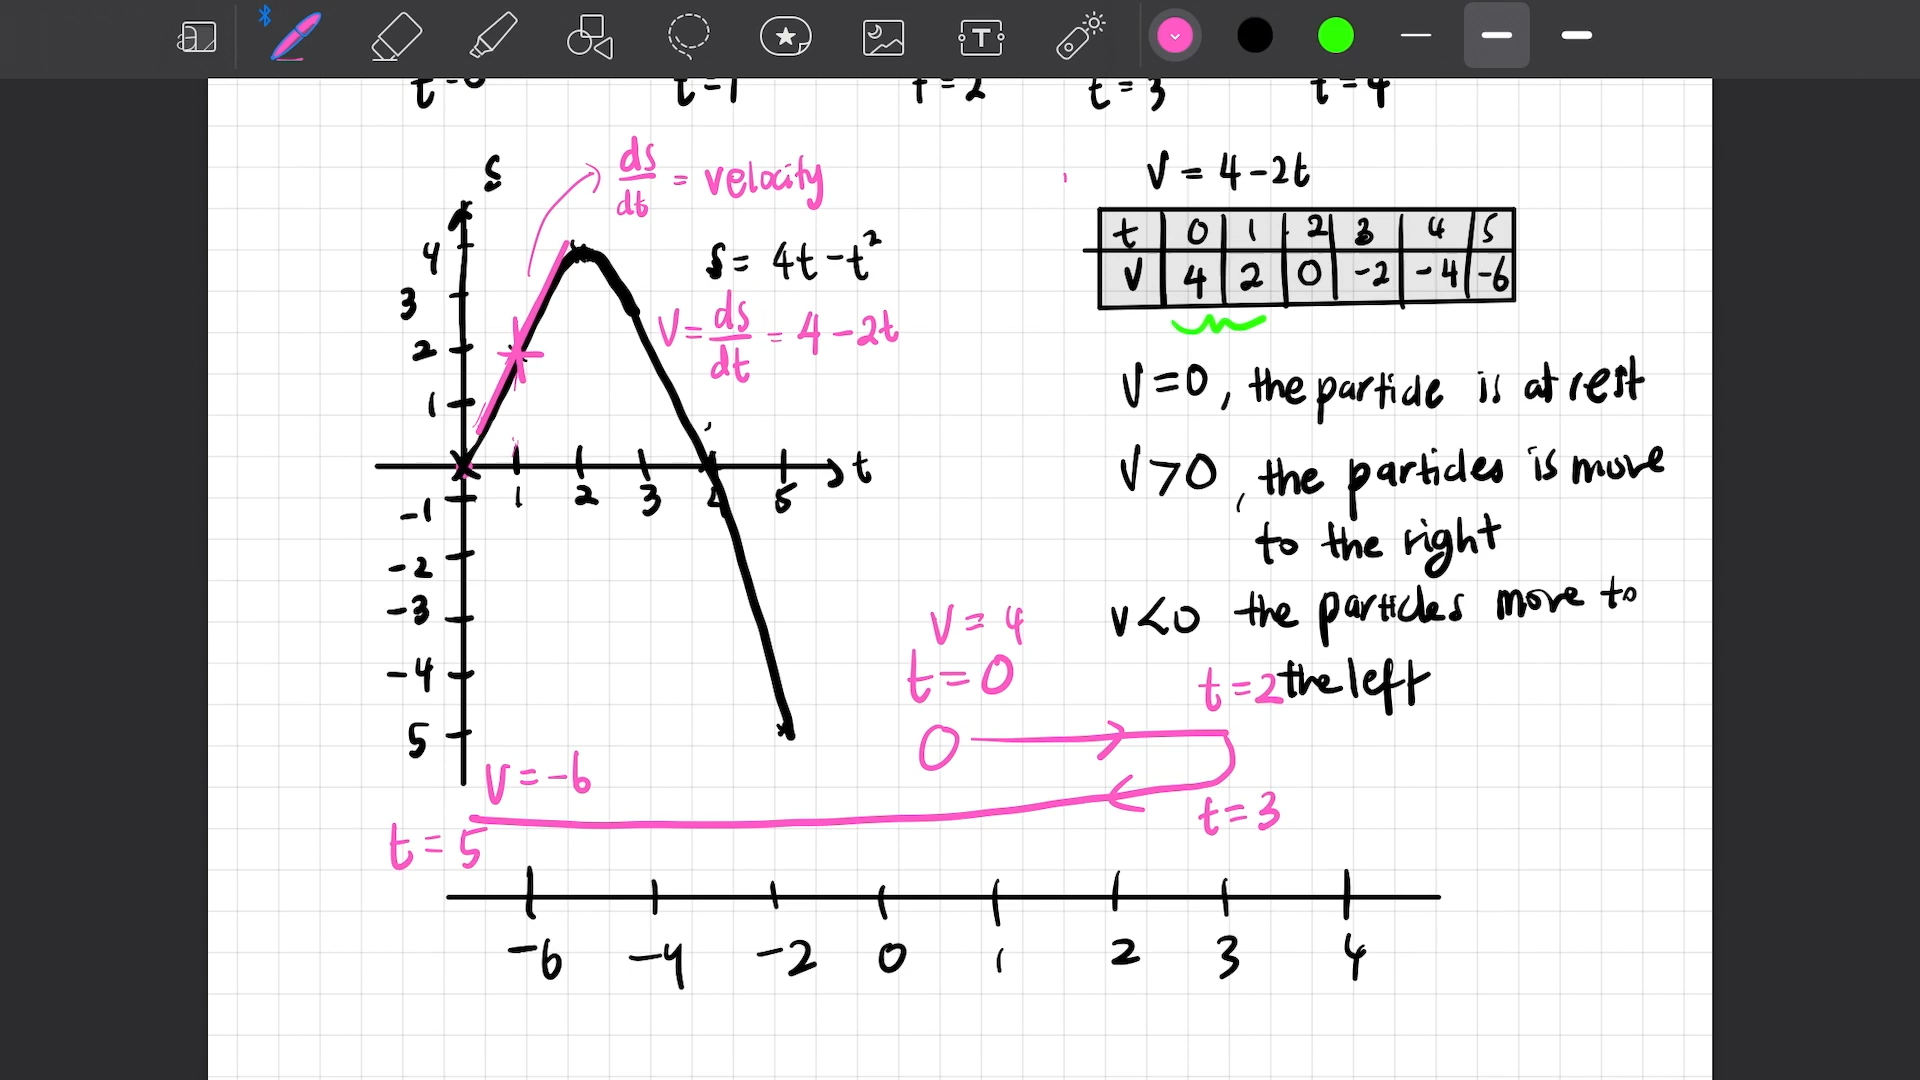 t=0 t=1 t=2 t=3 t=4
s
ds/dt = velocity
s = 4t-t²
V = ds/dt = 4-2t
4
3
2
1
-1
-2
-3
-4
5
1 2 3 4 5
t
V = 4-2t
t 0 1 2 3 4 5
V 4 2 0 -2 -4 -6
V=0, the particle is at rest
V>0, the particles is move
to the right
v<0 the particles move to
the left
V = 4
t=0
t=2
0
V=-6
t=3
t=5
-6 -4 -2 0 1 2 3 4